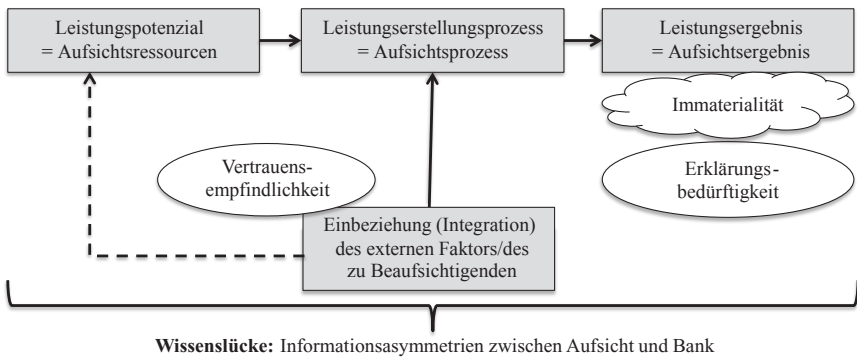 Leistungspotenzial
= Aufsichtsressourcen
Leistungserstellungsprozess
= Aufsichtsprozess
Leistungsergebnis
= Aufsichtsergebnis
Immaterialität
Vertrauens-
empfindlichkeit
Erklärungs-
bedürftigkeit
Einbeziehung (Integration)
des externen Faktors/des
zu Beaufsichtigenden
Wissenslücke: Informationsasymmetrien zwischen Aufsicht und Bank